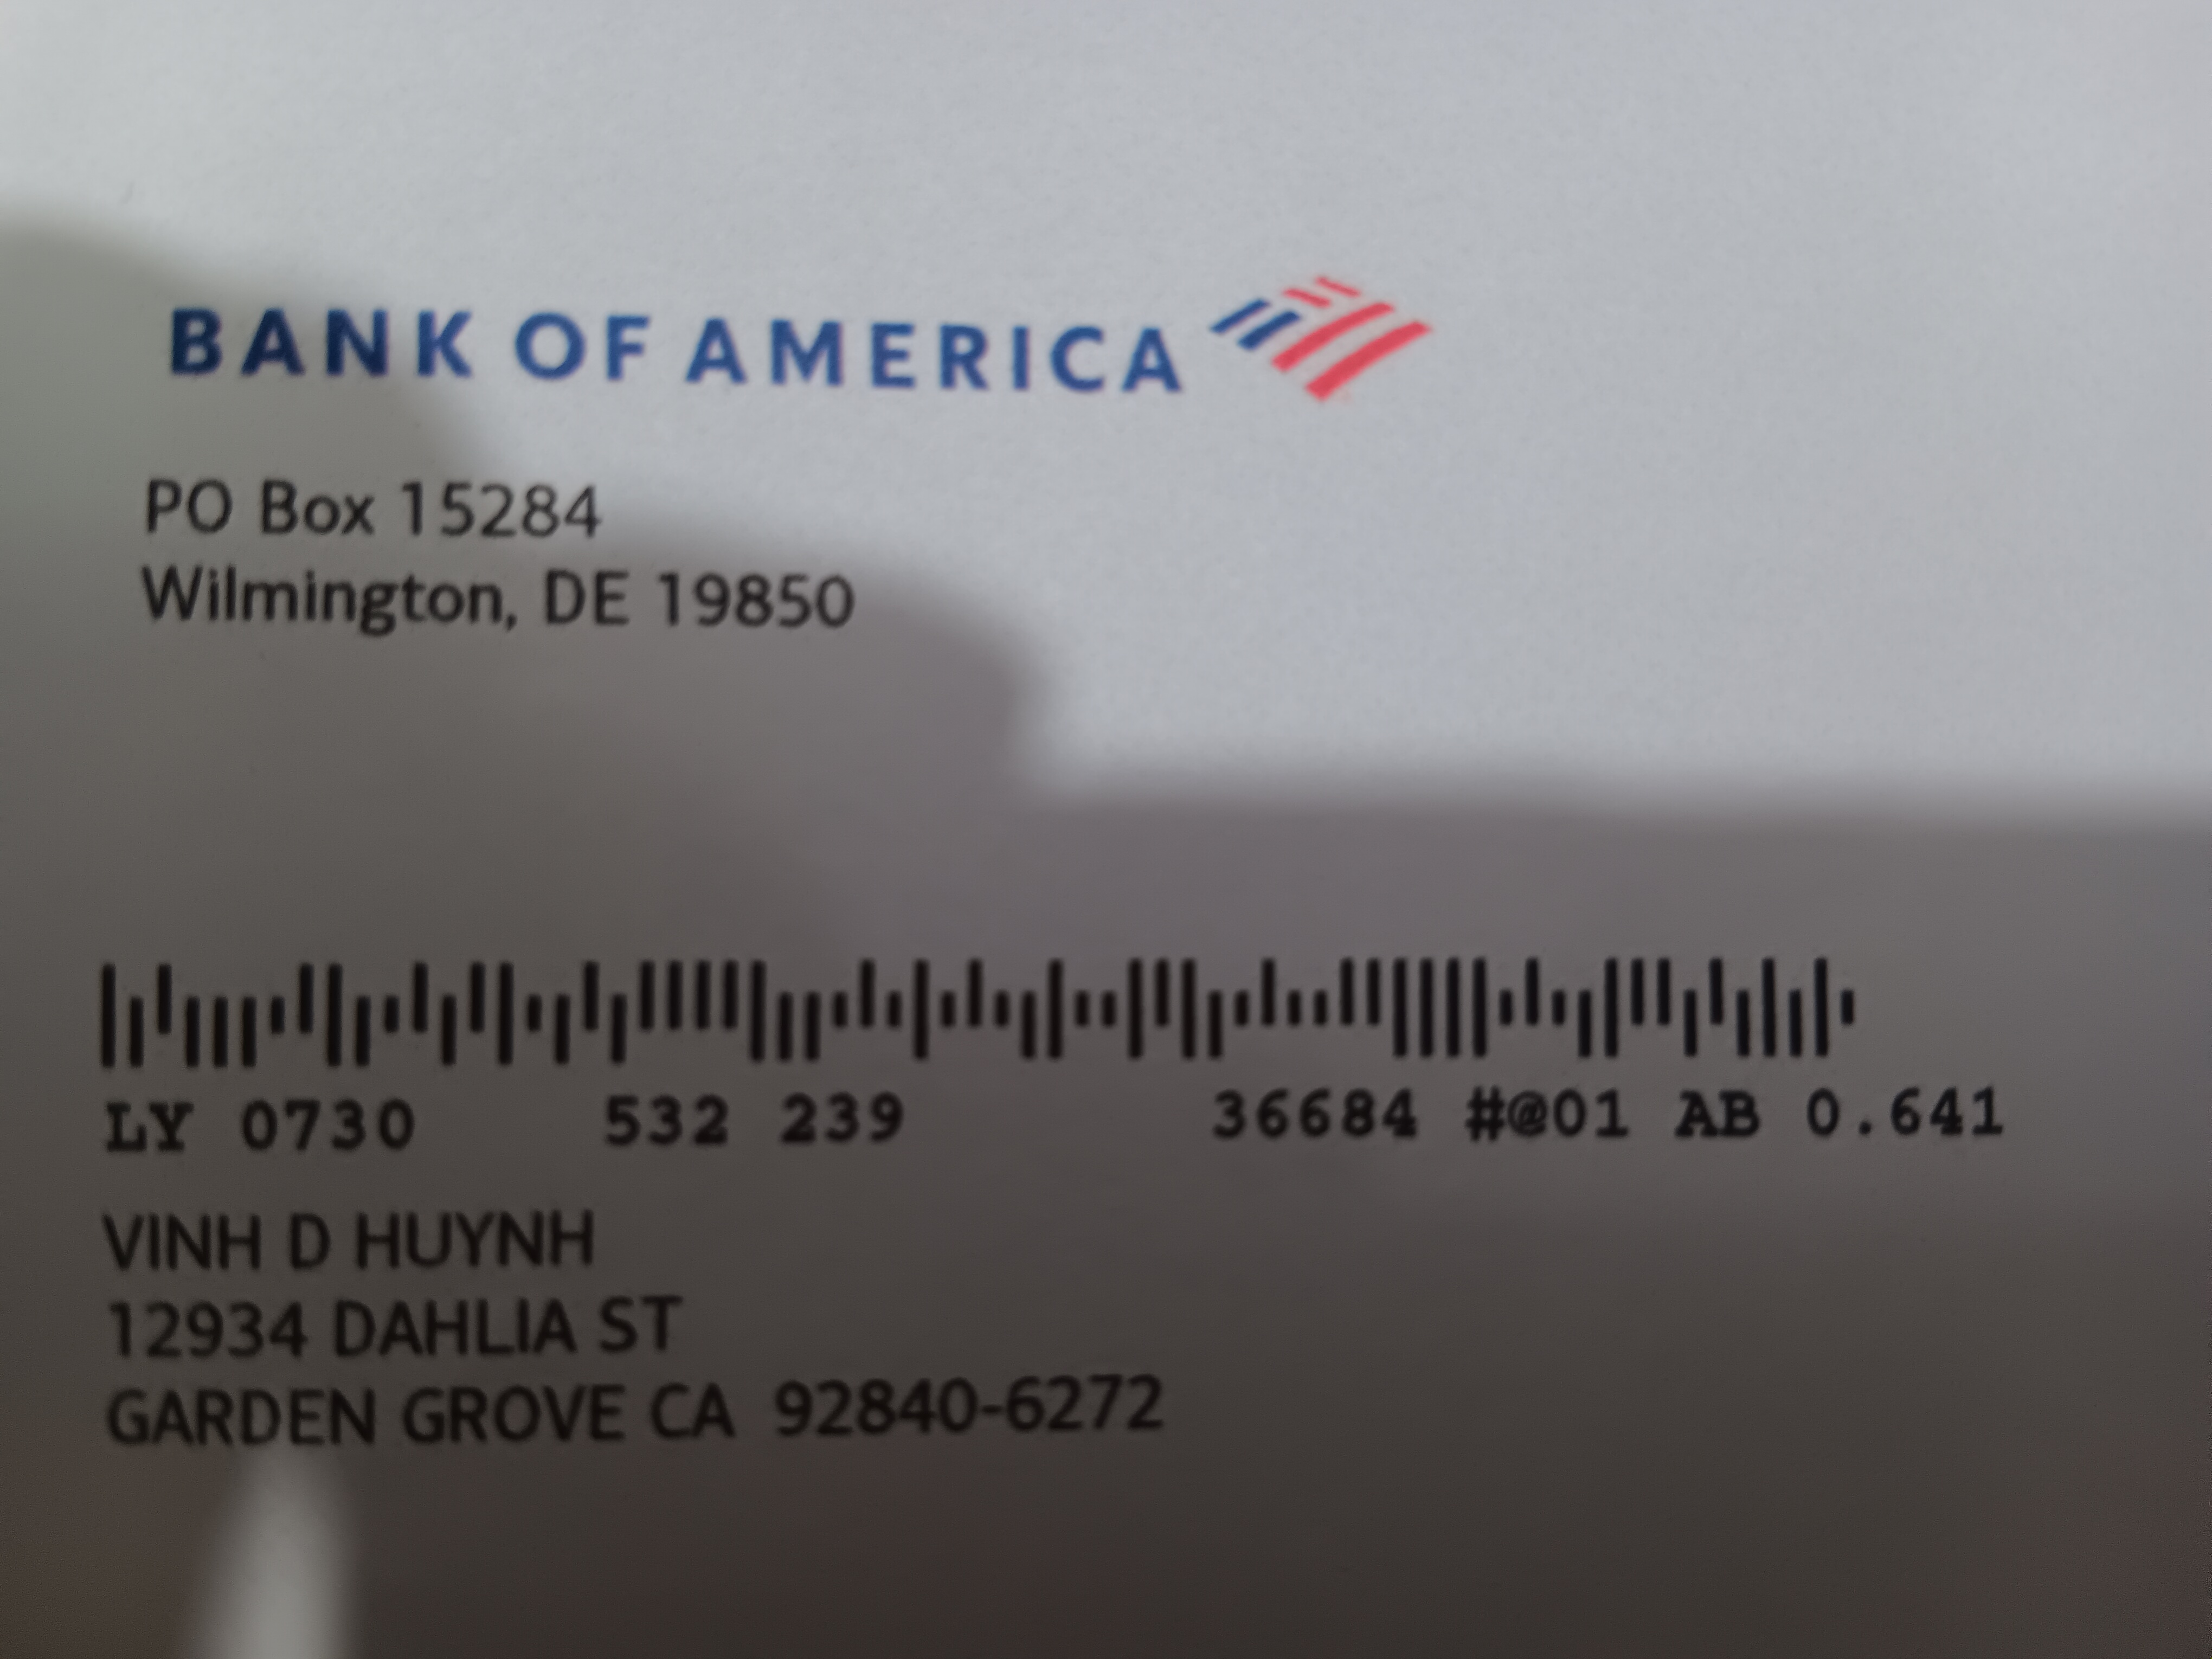 BANK OF AMERICA
PO Box 15284
Wilmington, DE 19850
LY 0730 532 239 36684 #@01 AB 0.641
VINH D HUYNH
12934 DAHLIA ST
GARDEN GROVE CA 92840-6272